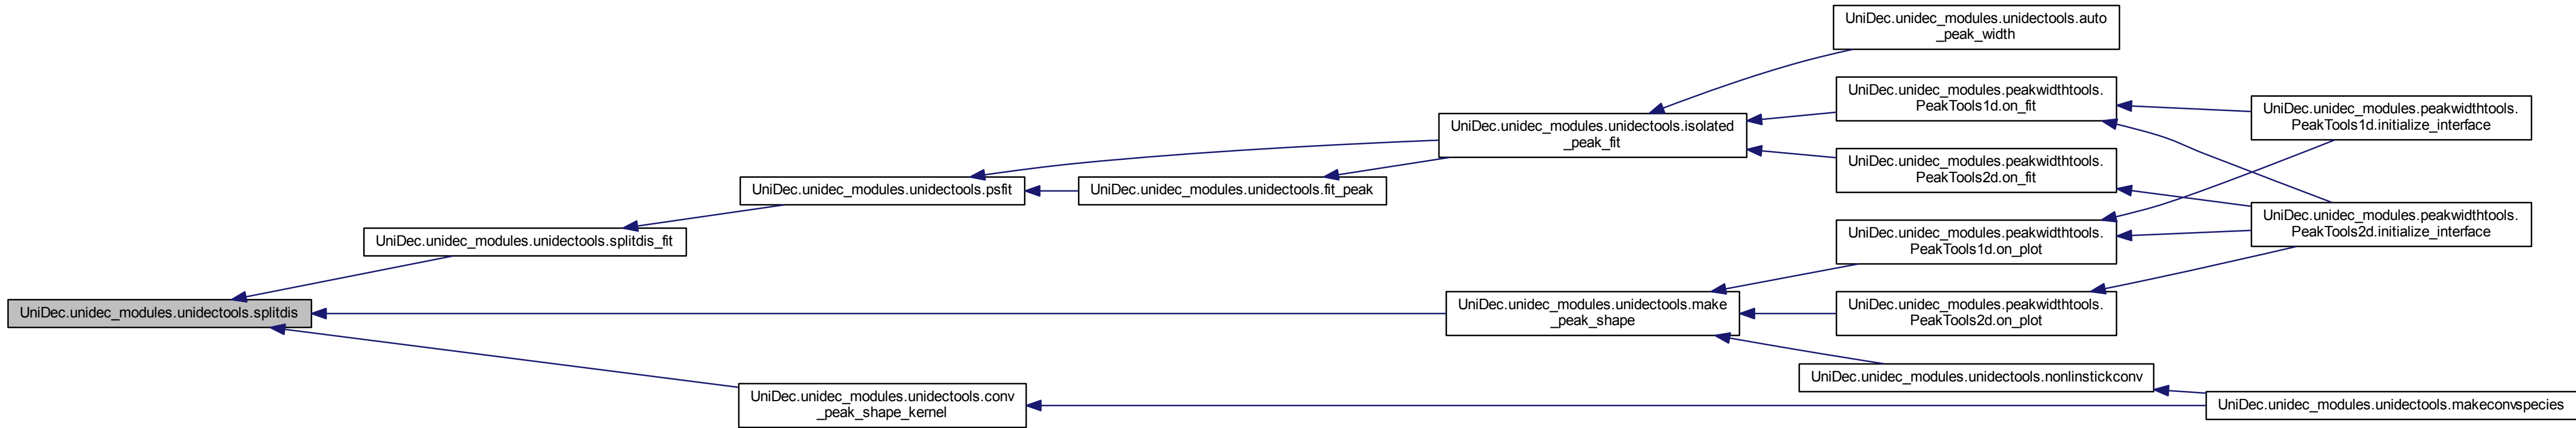 UniDec.unidec_modules.unidectools.auto
_peak_width
UniDec.unidec_modules.peakwidthtools.
PeakTools1d.on_fit
UniDec.unidec_modules.peakwidthtools.
PeakTools1d.initialize_interface
UniDec.unidec_modules.unidectools.isolated
_peak_fit
UniDec.unidec_modules.peakwidthtools.
PeakTools2d.on_fit
UniDec.unidec_modules.unidectools.psfit
UniDec.unidec_modules.unidectools.fit_peak
UniDec.unidec_modules.peakwidthtools.
PeakTools2d.initialize_interface
UniDec.unidec_modules.unidectools.splitdis_fit
UniDec.unidec_modules.peakwidthtools.
PeakTools1d.on_plot
UniDec.unidec_modules.unidectools.splitdis
UniDec.unidec_modules.unidectools.make
_peak_shape
UniDec.unidec_modules.peakwidthtools.
PeakTools2d.on_plot
UniDec.unidec_modules.unidectools.nonlinstickconv
UniDec.unidec_modules.unidectools.conv
_peak_shape_kernel
UniDec.unidec_modules.unidectools.makeconvspecies